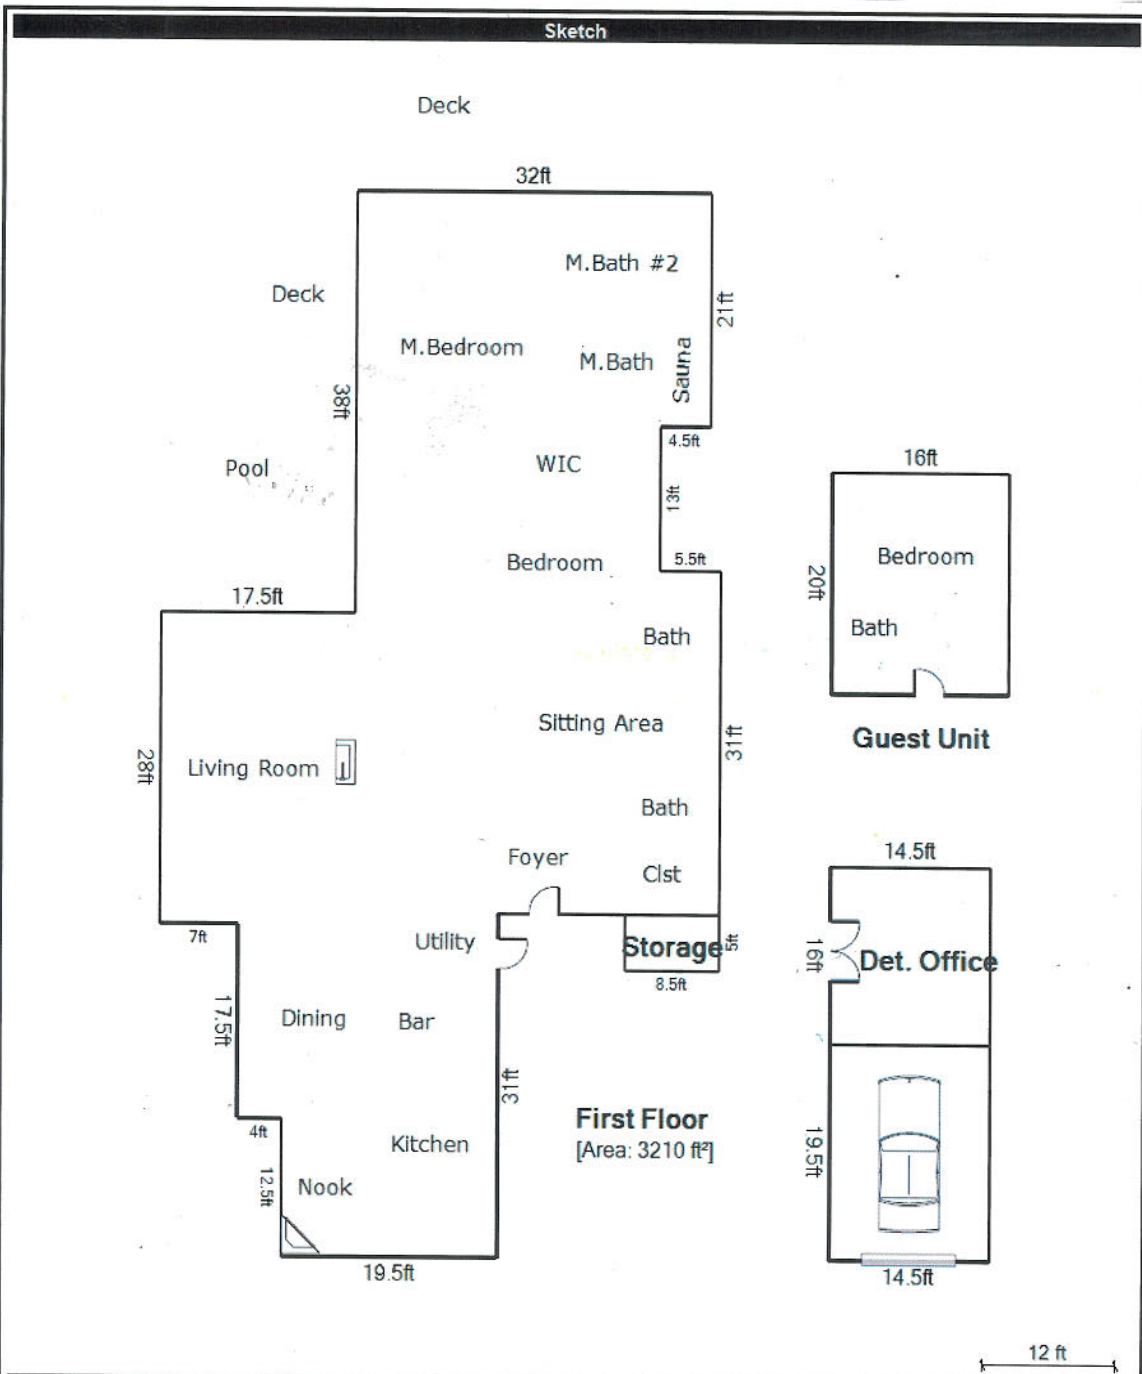 Sketch
Deck
32ft
M.Bath #2
Deck
21ft
M.Bedroom
M.Bath
Sauna
38ft
4.5ft
Pool
WIC
16ft
13ft
Bedroom
5.5ft
Bedroom
20ft
17.5ft
Bath
Bath
Sitting Area
Guest Unit
31ft
28ft
Living Room
Bath
Foyer
Clst
14.5ft
7ft
Utility
Storage
5ft
16ft
Det. Office
8.5ft
17.5ft
Dining
Bar
31ft
First Floor
[Area: 3210 ft²]
4ft
Kitchen
19.5ft
12.5ft
Nook
19.5ft
14.5ft
12 ft